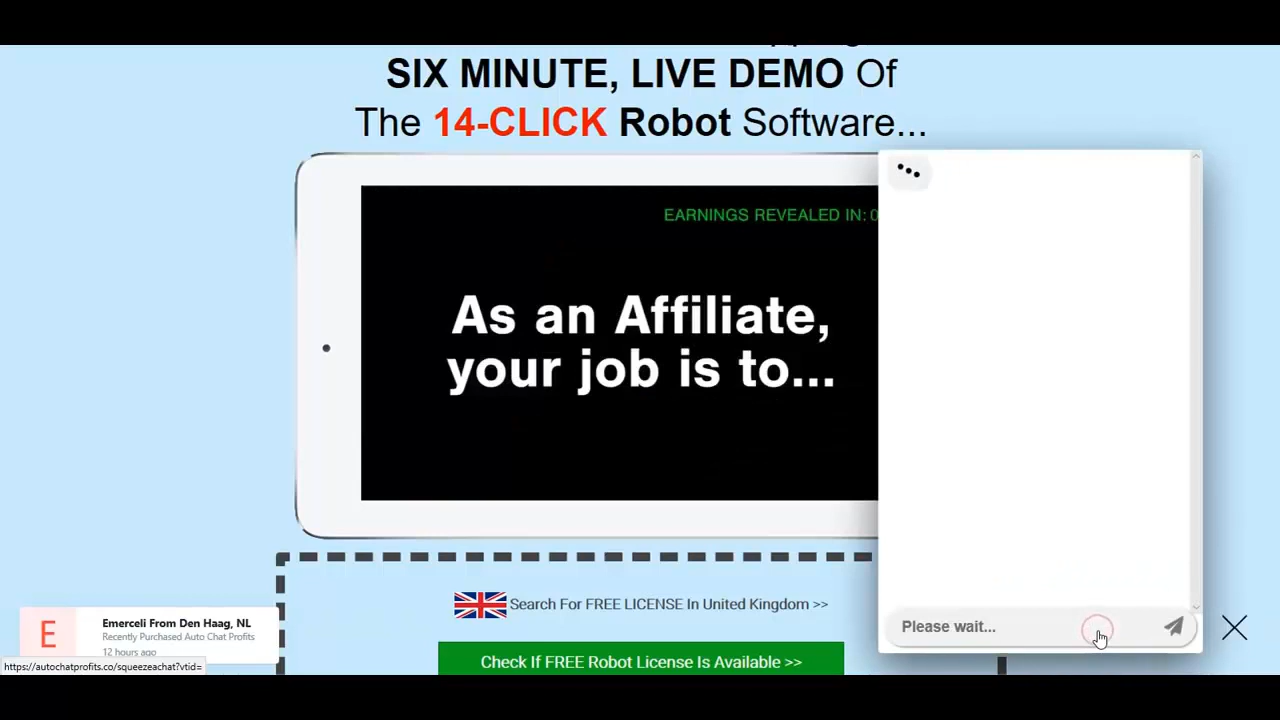 SIX MINUTE, LIVE DEMO Of
The 14-CLICK Robot Software...
EARNINGS REVEALED IN:
As an Affiliate,
your job is to...
Search For FREE LICENSE In United Kingdom >>
Check If FREE Robot License Is Available >>
Please wait...
E
Emerceli From Den Haag, NL
Recently Purchased Auto Chat Profits
12 hours ago
https://autochatprofits.co/squeezeachat?vtid=